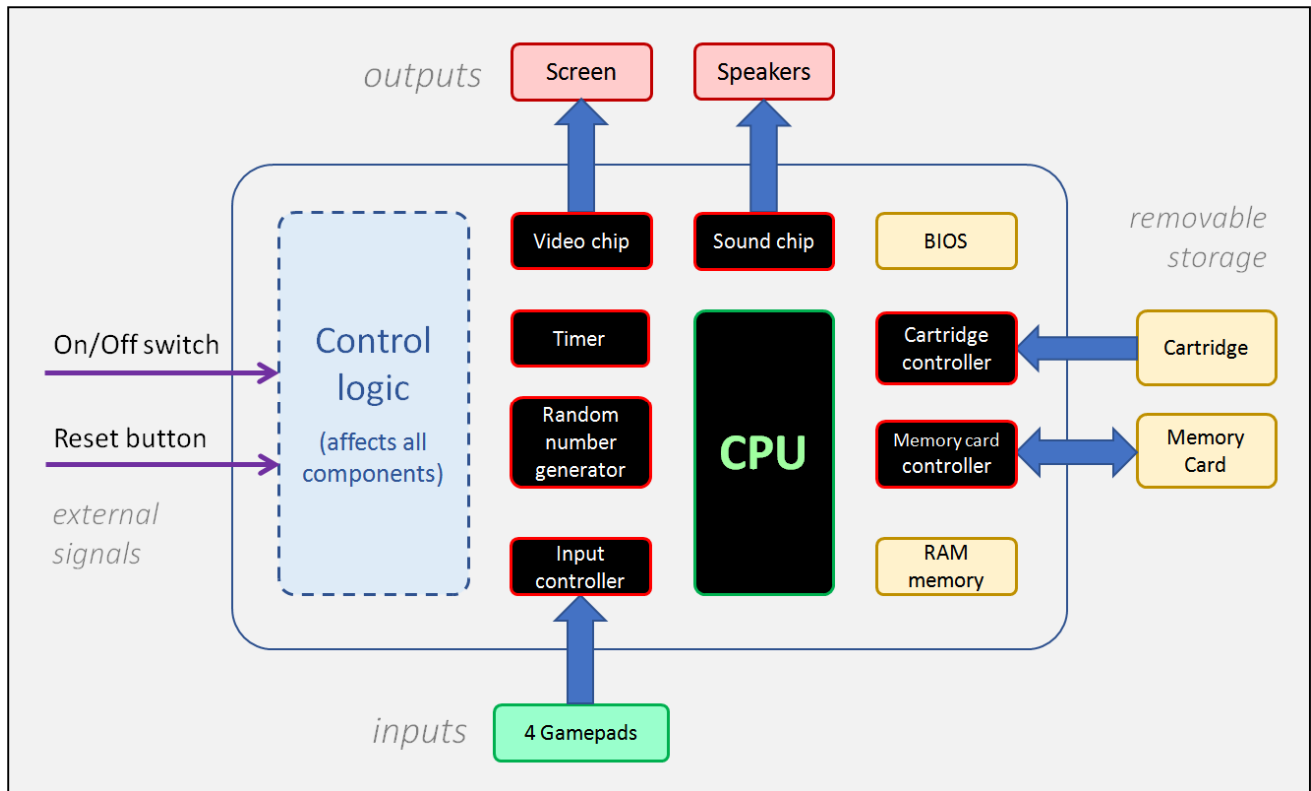 outputs
Screen
Speakers
Video chip
Sound chip
BIOS
removable
storage
On/Off switch
Control
logic
(affects all
components)
Timer
Cartridge
controller
Cartridge
Reset button
Random
number
generator
CPU
Memory card
controller
Memory
Card
external
signals
Input
controller
RAM
memory
inputs
4 Gamepads